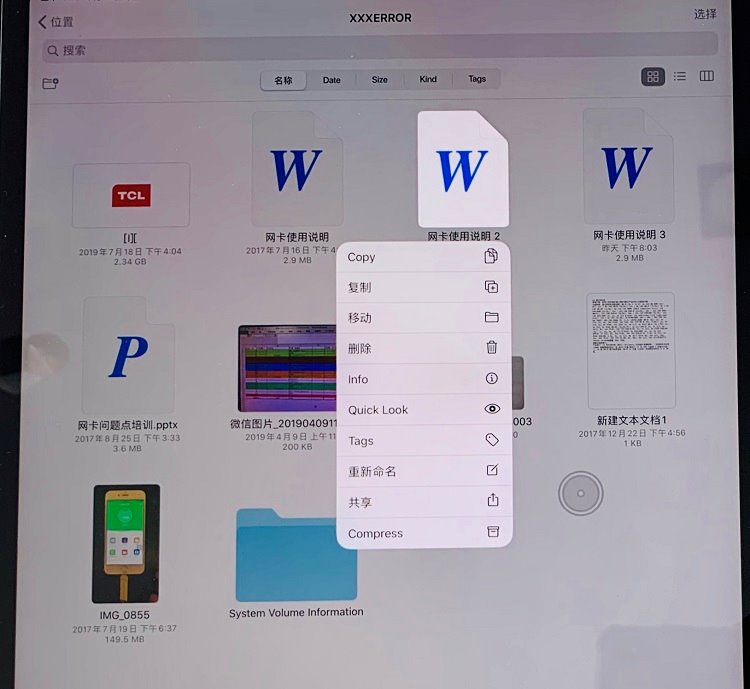 位置
XXXERROR
选择
搜索
名称
Date
Size
Kind
Tags
TCL
W
W
W
[I][
2019年7月18日 下午4:04
2.34 GB
网卡使用说明
2017年7月16日 下午4
2.9 MB
网卡使用说明 2
网卡使用说明 3
昨天 下午8:03
2.9 MB
Copy
复制
移动
删除
Info
Quick Look
Tags
重新命名
共享
Compress
P
网卡问题点培训.pptx
2017年8月25日 下午3:33
3.6 MB
微信图片_2019040911
2019年4月9日 上午11
200 KB
003
0
新建文本文档1
2017年12月22日 下午4:56
1 KB
IMG_0855
2017年7月19日 下午6:37
149.5 MB
System Volume Information